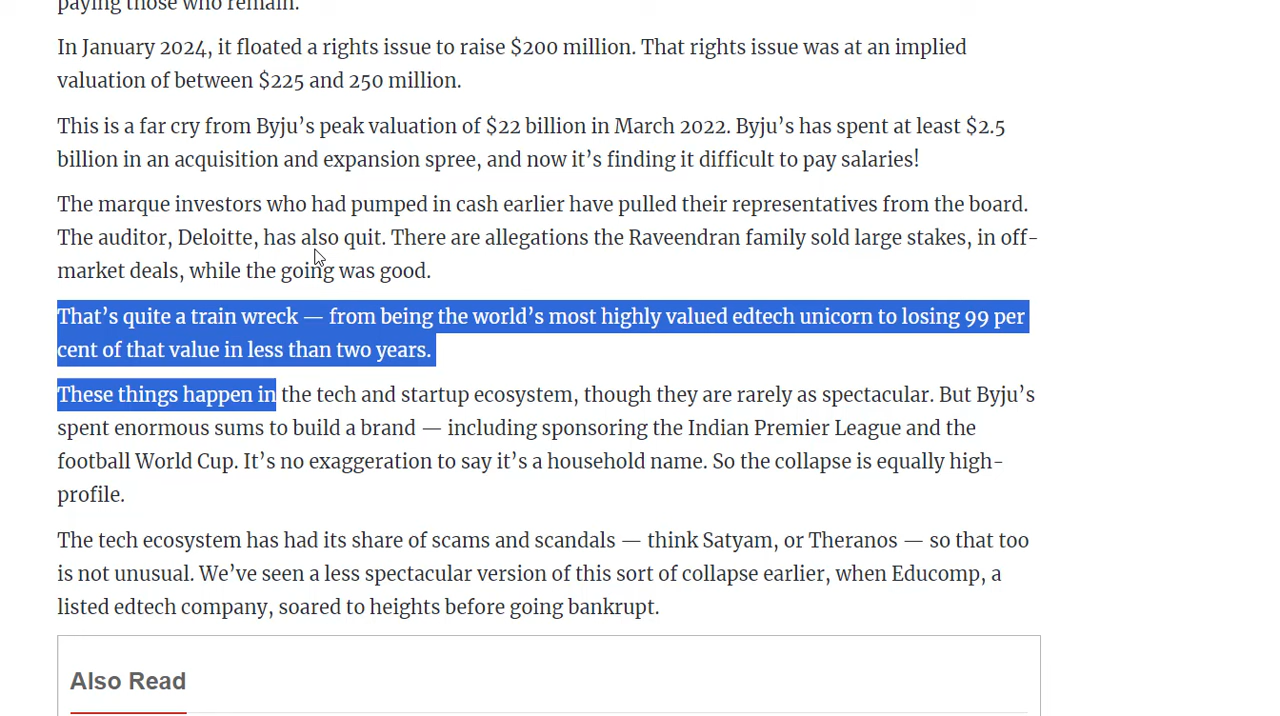 paying those who remain.
In January 2024, it floated a rights issue to raise $200 million. That rights issue was at an implied
valuation of between $225 and 250 million.
This is a far cry from Byju’s peak valuation of $22 billion in March 2022. Byju’s has spent at least $2.5
billion in an acquisition and expansion spree, and now it’s finding it difficult to pay salaries!
The marque investors who had pumped in cash earlier have pulled their representatives from the board.
The auditor, Deloitte, has also quit. There are allegations the Raveendran family sold large stakes, in off-
market deals, while the going was good.
That’s quite a train wreck — from being the world’s most highly valued edtech unicorn to losing 99 per
cent of that value in less than two years.
These things happen in the tech and startup ecosystem, though they are rarely as spectacular. But Byju’s
spent enormous sums to build a brand — including sponsoring the Indian Premier League and the
football World Cup. It’s no exaggeration to say it’s a household name. So the collapse is equally high-
profile.
The tech ecosystem has had its share of scams and scandals — think Satyam, or Theranos — so that too
is not unusual. We’ve seen a less spectacular version of this sort of collapse earlier, when Educomp, a
listed edtech company, soared to heights before going bankrupt.
Also Read